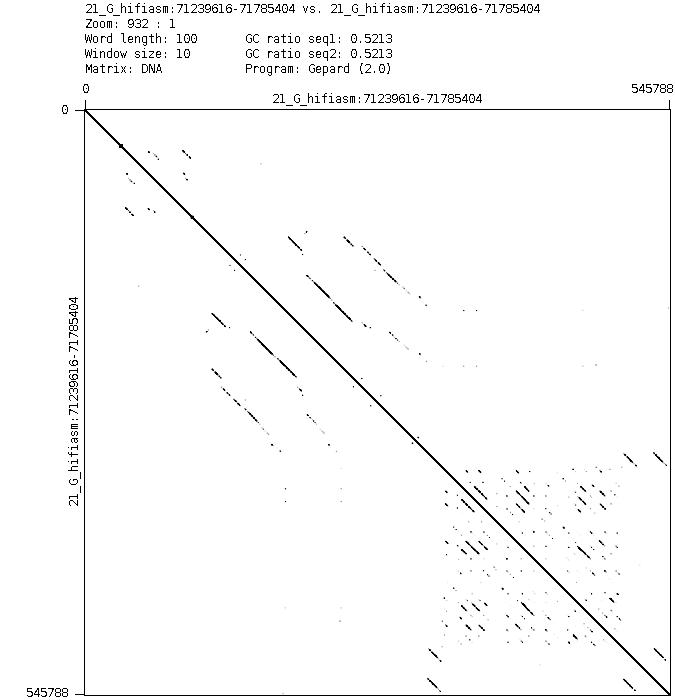 21_G_hifiasm:71239616-71785404 vs. 21_G_hifiasm:71239616-71785404
Zoom: 932 : 1
Word length: 100 GC ratio seq1: 0.5213
Window size: 10 GC ratio seq2: 0.5213
Matrix: DNA Program: Gepard (2.0)
0 545788
21_G_hifiasm:71239616-71785404
0
21_G_hifiasm:71239616-71785404
545788